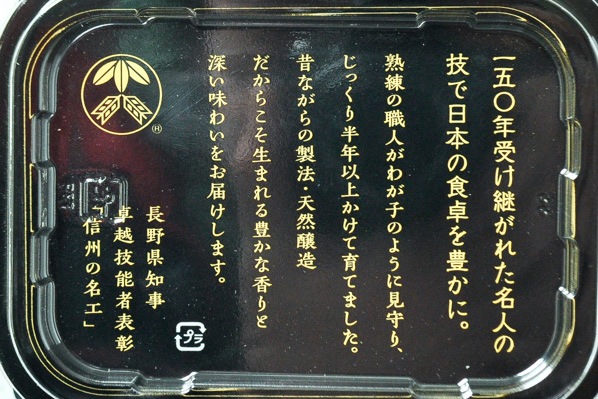 一五〇年受け継がれた名人の
技で日本の食卓を豊かに。
熟練の職人がわが子のように見守り、
じっくり半年以上かけて育てました。
昔ながらの製法・天然醸造
だからこそ生まれる豊かな香りと
深い味わいをお届けします。
長野県知事
卓越技能者表彰
「信州の名工」
プラ
®